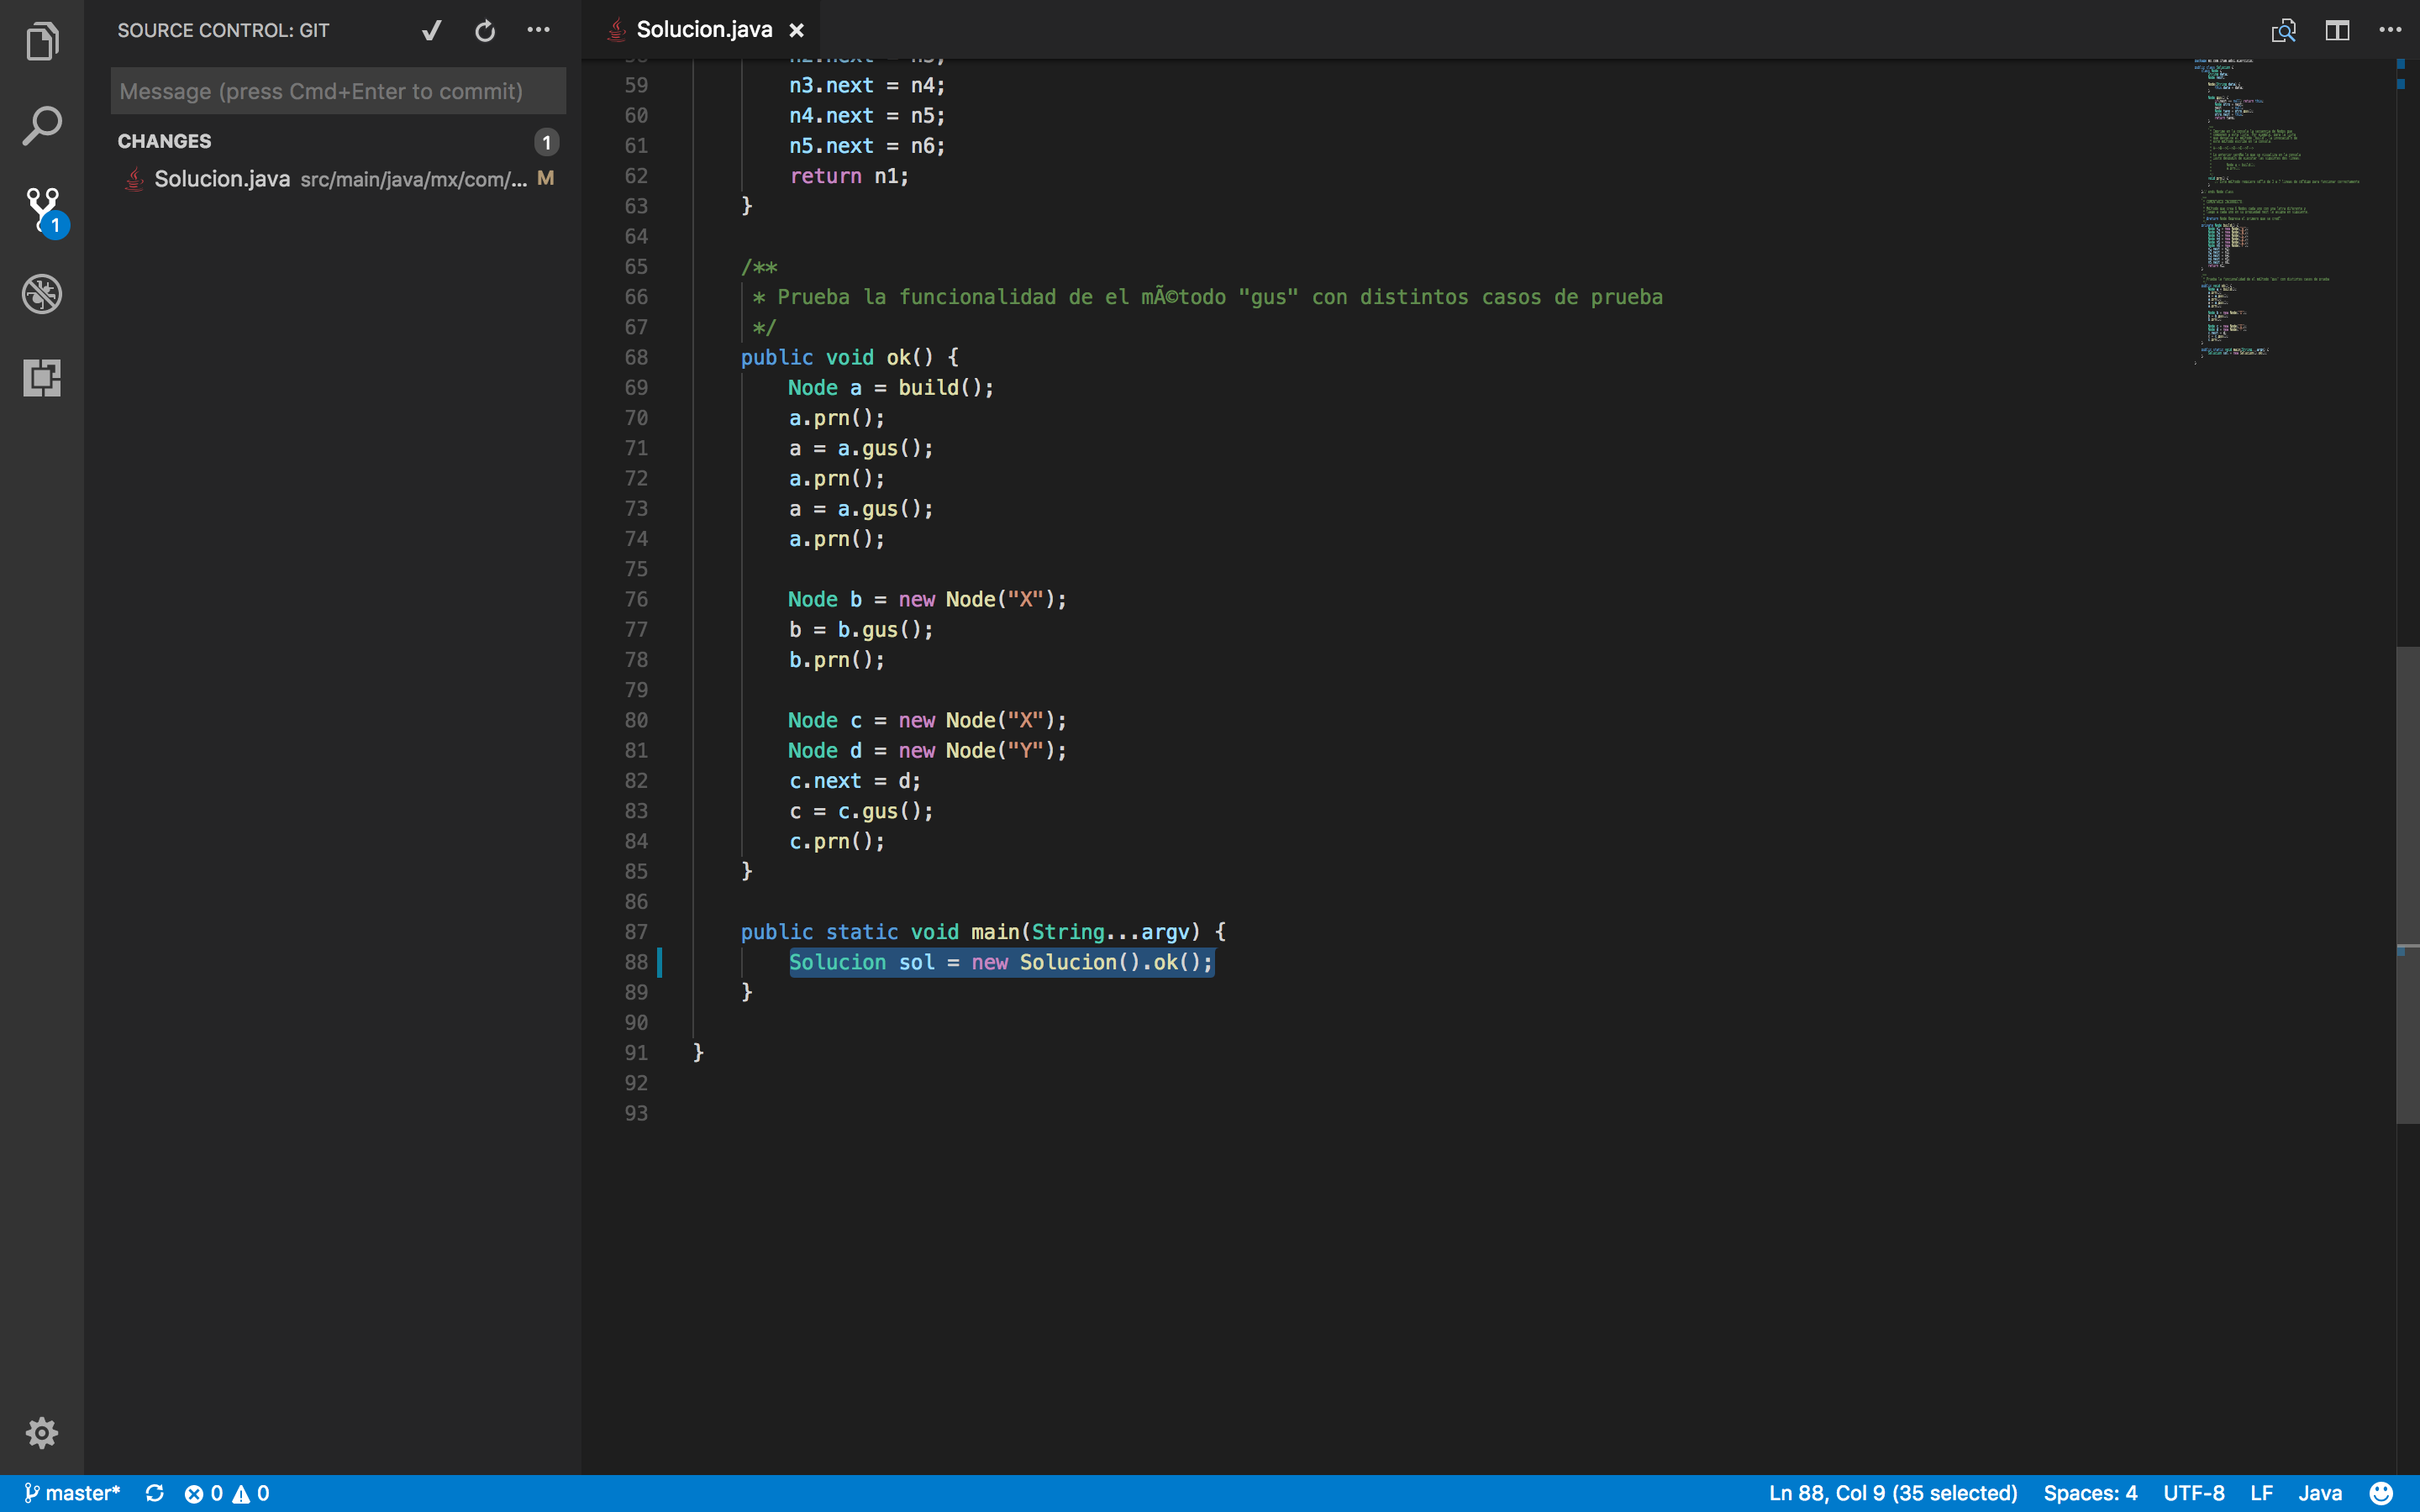 SOURCE CONTROL: GIT
Message (press Cmd+Enter to commit)
CHANGES 1
Solucion.java src/main/java/mx/com/... M
1
Solucion.java
59 n3.next = n4;
60 n4.next = n5;
61 n5.next = n6;
62 return n1;
63 }
64
65 /**
66 * Prueba la funcionalidad de el mÃ©todo "gus" con distintos casos de prueba
67 */
68 public void ok() {
69 Node a = build();
70 a.prn();
71 a = a.gus();
72 a.prn();
73 a = a.gus();
74 a.prn();
75
76 Node b = new Node("X");
77 b = b.gus();
78 b.prn();
79
80 Node c = new Node("X");
81 Node d = new Node("Y");
82 c.next = d;
83 c = c.gus();
84 c.prn();
85 }
86
87 public static void main(String...argv) {
88 Solucion sol = new Solucion().ok();
89 }
90
91 }
92
93
master* 0 0 Ln 88, Col 9 (35 selected) Spaces: 4 UTF-8 LF Java